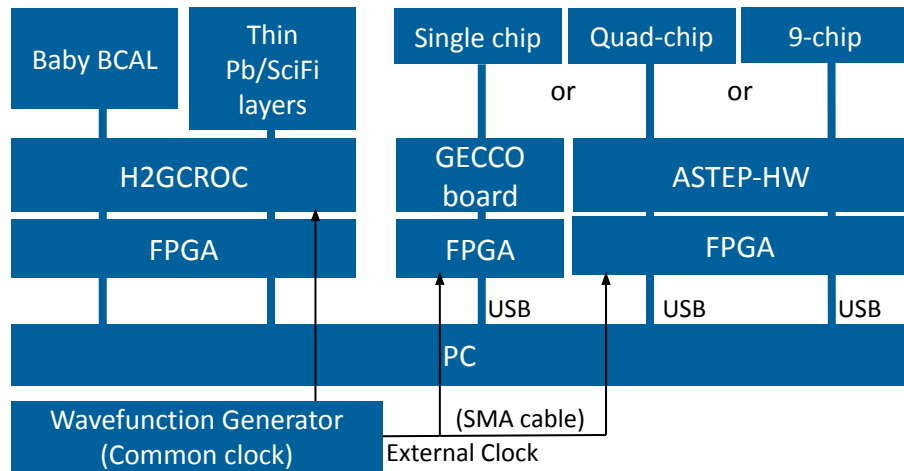 Baby BCAL
Thin
Pb/SciFi
layers
Single chip
or
Quad-chip
or
9-chip
H2GCROC
GECCO
board
ASTEP-HW
FPGA
FPGA
FPGA
USB
USB
USB
PC
Wavefunction Generator
(Common clock)
(SMA cable)
External Clock